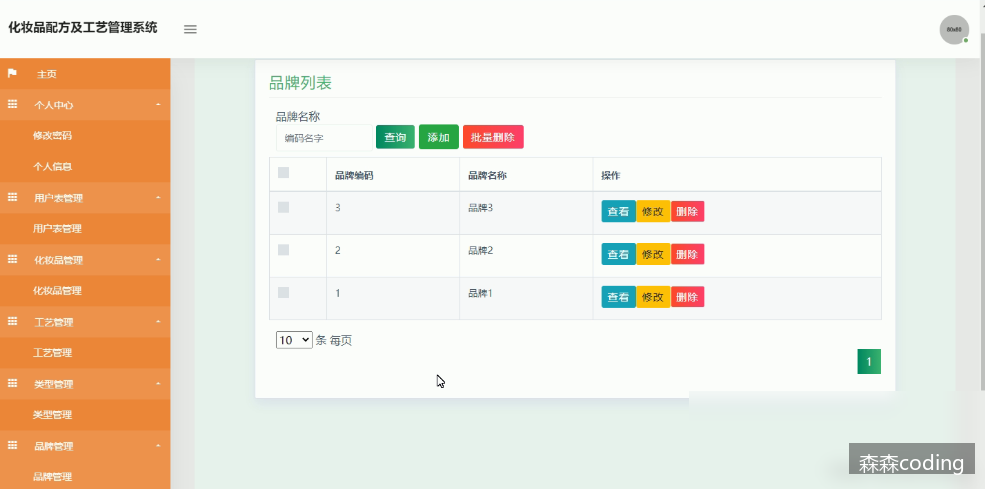 化妆品配方及工艺管理系统
主页
个人中心
修改密码
个人信息
用户表管理
用户表管理
化妆品管理
化妆品管理
工艺管理
工艺管理
类型管理
类型管理
品牌管理
品牌管理
品牌列表
品牌名称
编码名字 查询 添加 批量删除
品牌编码 品牌名称 操作
3 品牌3 查看 修改 删除
2 品牌2 查看 修改 删除
1 品牌1 查看 修改 删除
10 条 每页
1
森森coding